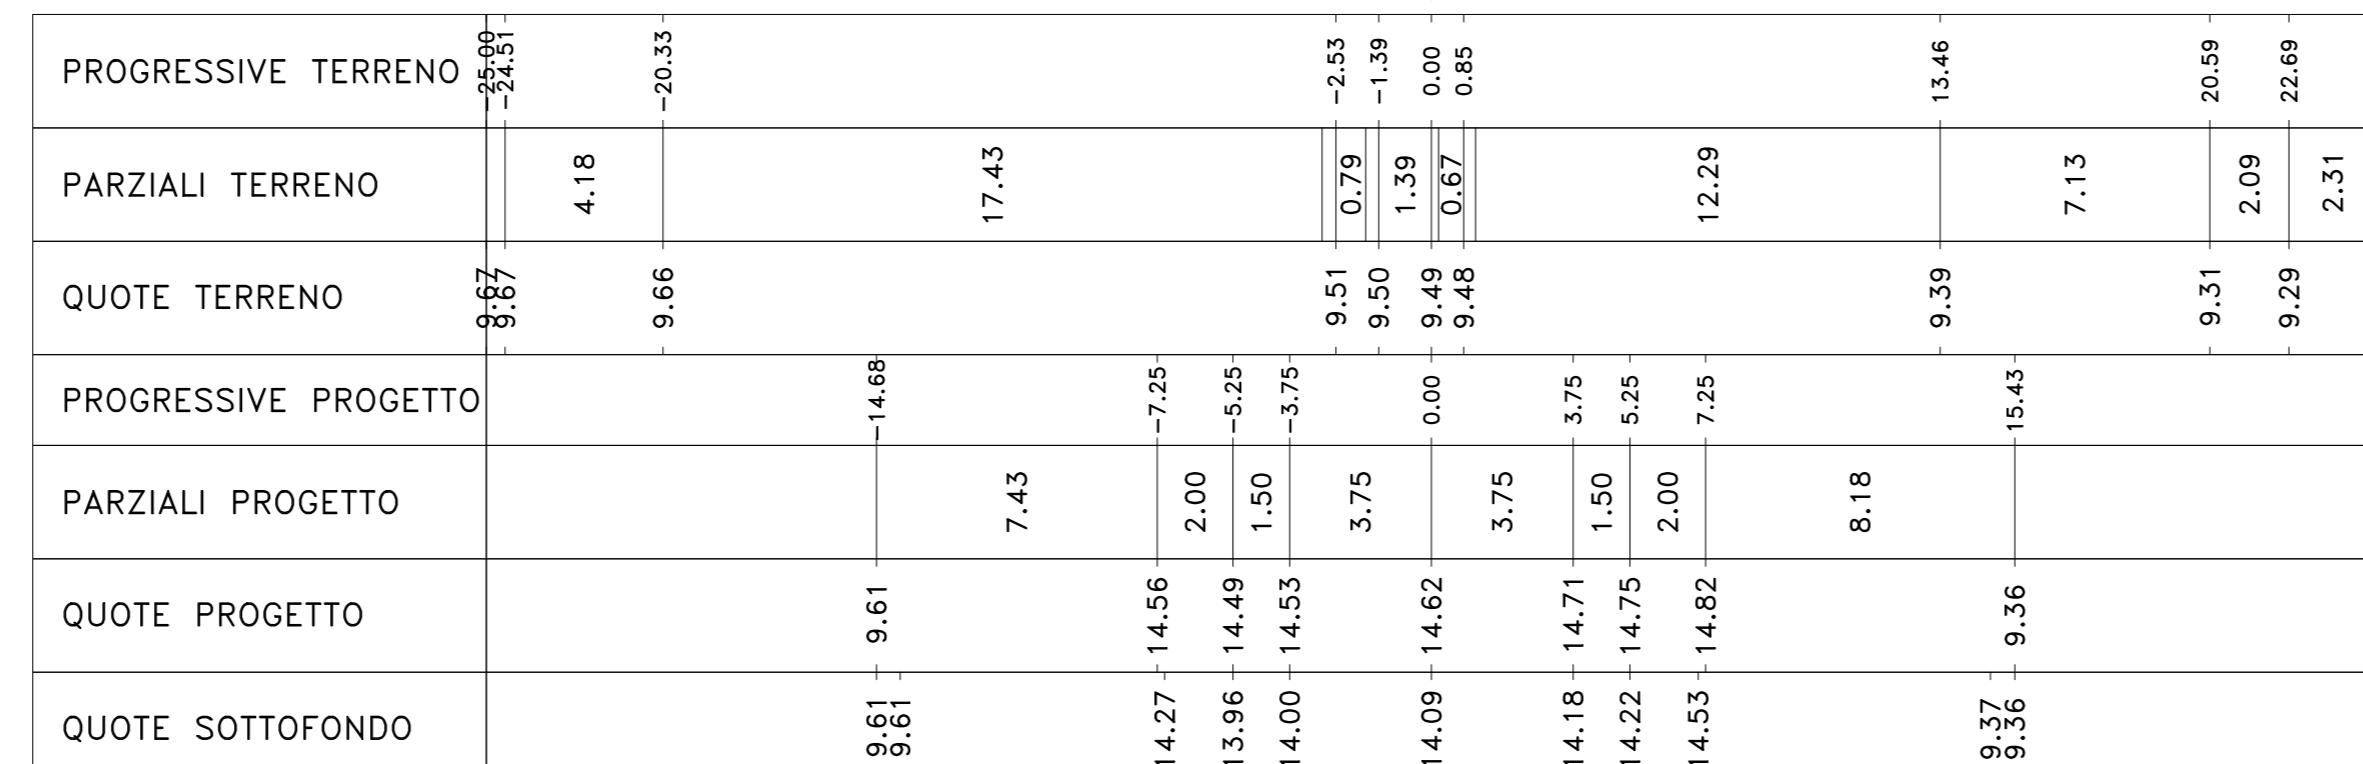 PROGRESSIVE TERRENO -25.00 -24.51 -20.33 -2.53 -1.39 0.00 0.85 13.46 20.59 22.69
PARZIALI TERRENO 4.18 17.43 0.79 1.39 0.67 12.29 7.13 2.09 2.31
QUOTE TERRENO 9.67 9.67 9.66 9.51 9.50 9.49 9.48 9.39 9.31 9.29
PROGRESSIVE PROGETTO -14.68 -7.25 -5.25 -3.75 0.00 3.75 5.25 7.25 15.43
PARZIALI PROGETTO 7.43 2.00 1.50 3.75 3.75 1.50 2.00 8.18
QUOTE PROGETTO 9.61 14.56 14.49 14.53 14.62 14.71 14.75 14.82 9.36
QUOTE SOTTOFONDO 9.61 9.61 14.27 13.96 14.00 14.09 14.18 14.22 14.53 9.37 9.36